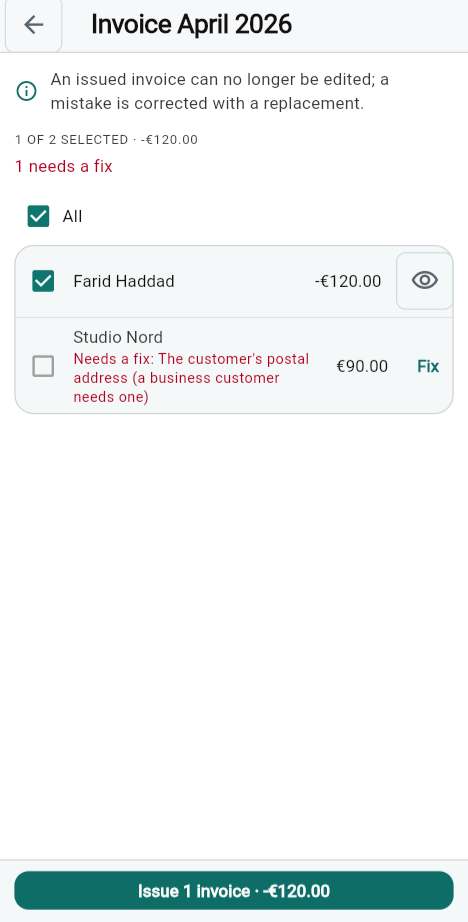 Invoice April 2026
An issued invoice can no longer be edited; a
mistake is corrected with a replacement.
1 OF 2 SELECTED · -€120.00
1 needs a fix
All
Farid Haddad -€120.00
Studio Nord
Needs a fix: The customer's postal
address (a business customer
needs one)
€90.00 Fix
Issue 1 invoice · -€120.00